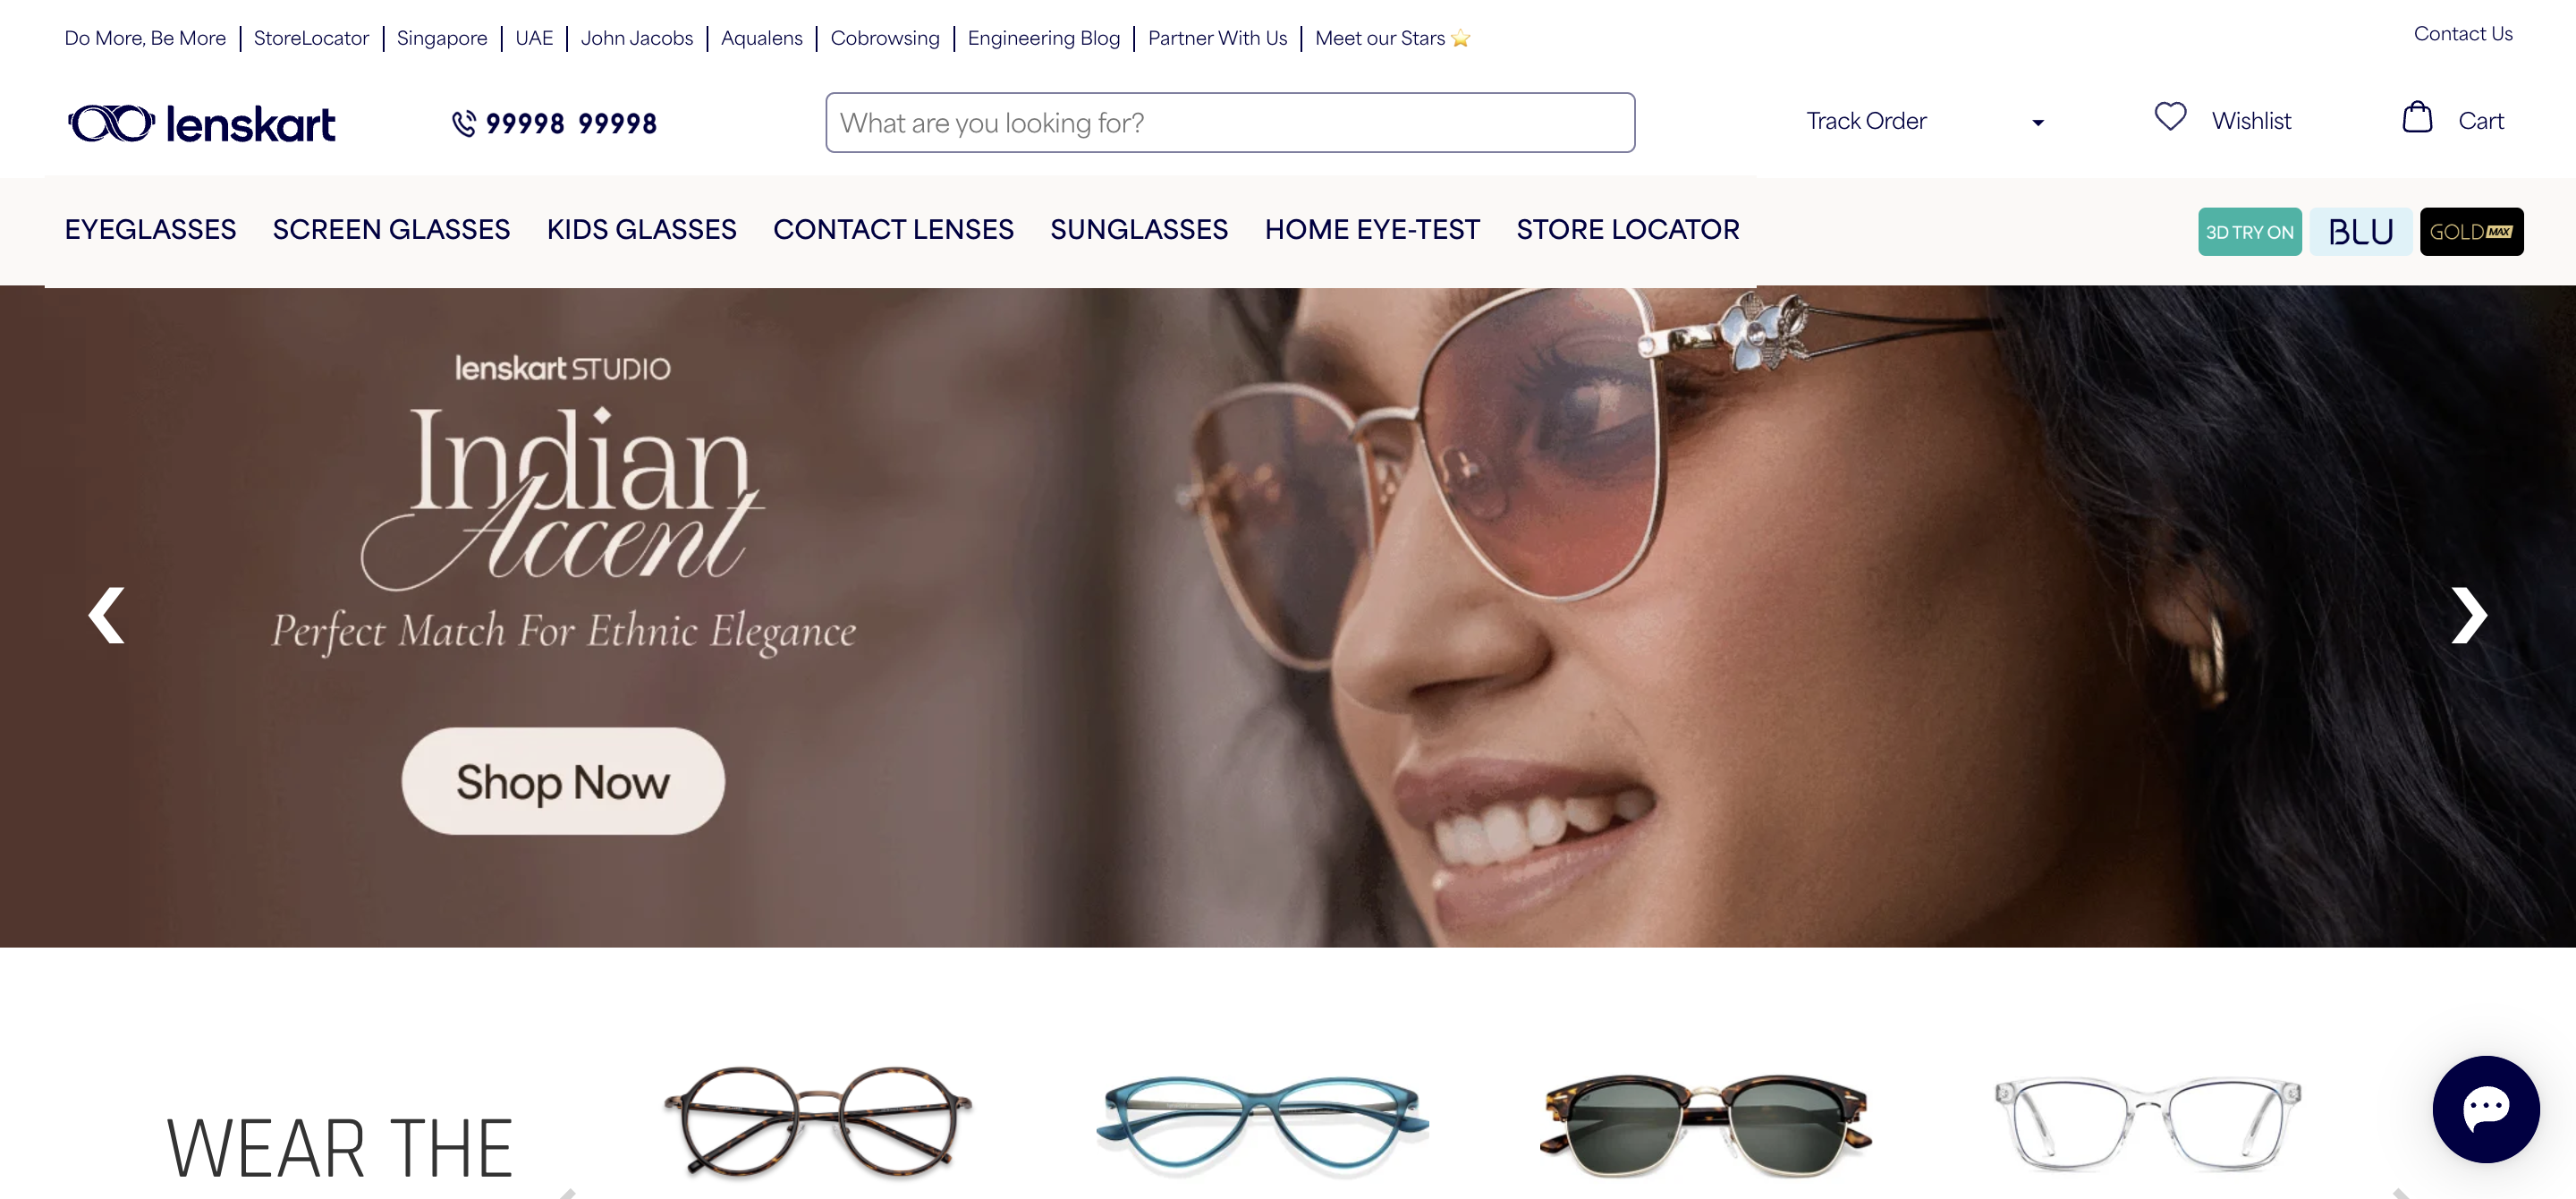 Do More, Be More | StoreLocator | Singapore | UAE | John Jacobs | Aqualens | Cobrowsing | Engineering Blog | Partner With Us | Meet our Stars ⭐
Contact Us
lenskart
99998 99998
What are you looking for?
Track Order
Wishlist
Cart
EYEGLASSES SCREEN GLASSES KIDS GLASSES CONTACT LENSES SUNGLASSES HOME EYE-TEST STORE LOCATOR
3D TRY ON
BLU
GOLD MAX
lenskart STUDIO
Indian
Accent
Perfect Match For Ethnic Elegance
Shop Now
WEAR THE